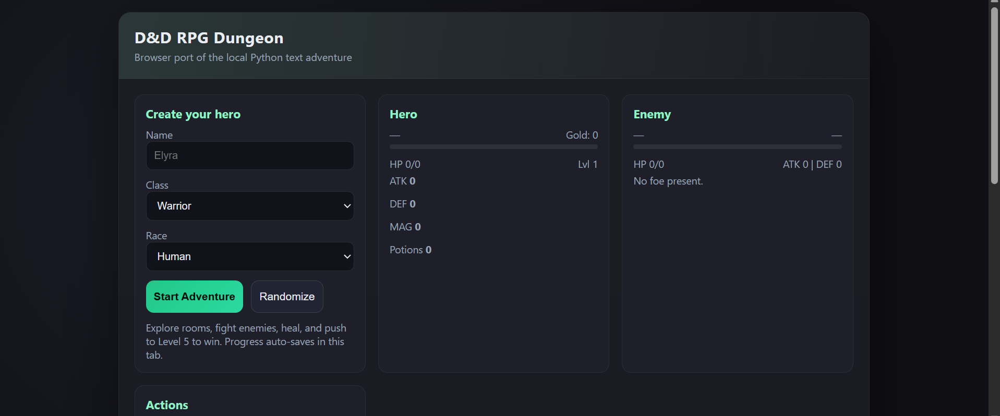 D&D RPG Dungeon
Browser port of the local Python text adventure
Create your hero
Name
Elyra
Class
Warrior
Race
Human
Start Adventure
Randomize
Explore rooms, fight enemies, heal, and push
to Level 5 to win. Progress auto-saves in this
tab.
Hero
— Gold: 0
HP 0/0 Lvl 1
ATK 0
DEF 0
MAG 0
Potions 0
Enemy
— —
HP 0/0 ATK 0 | DEF 0
No foe present.
Actions